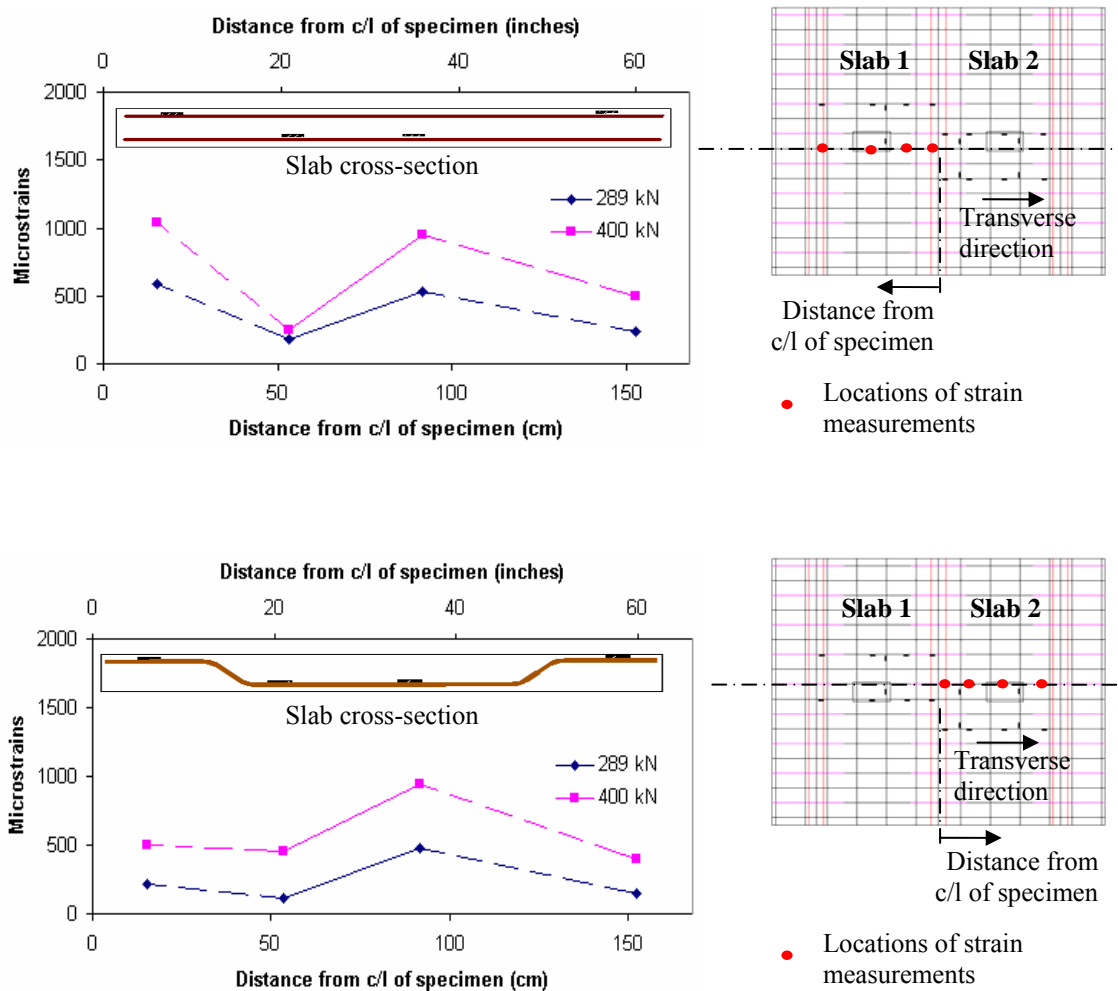 Distance from c/l of specimen (inches)
0 20 40 60
2000
1500
1000
500
0
Microstrains
Slab cross-section
289 kN
400 kN
0 50 100 150
Distance from c/l of specimen (cm)
Slab 1 Slab 2
Transverse
direction
Distance from
c/l of specimen
Locations of strain
measurements
Distance from c/l of specimen (inches)
0 20 40 60
2000
1500
1000
500
0
Microstrains
Slab cross-section
289 kN
400 kN
0 50 100 150
Distance from c/l of specimen (cm)
Slab 1 Slab 2
Transverse
direction
Distance from
c/l of specimen
Locations of strain
measurements